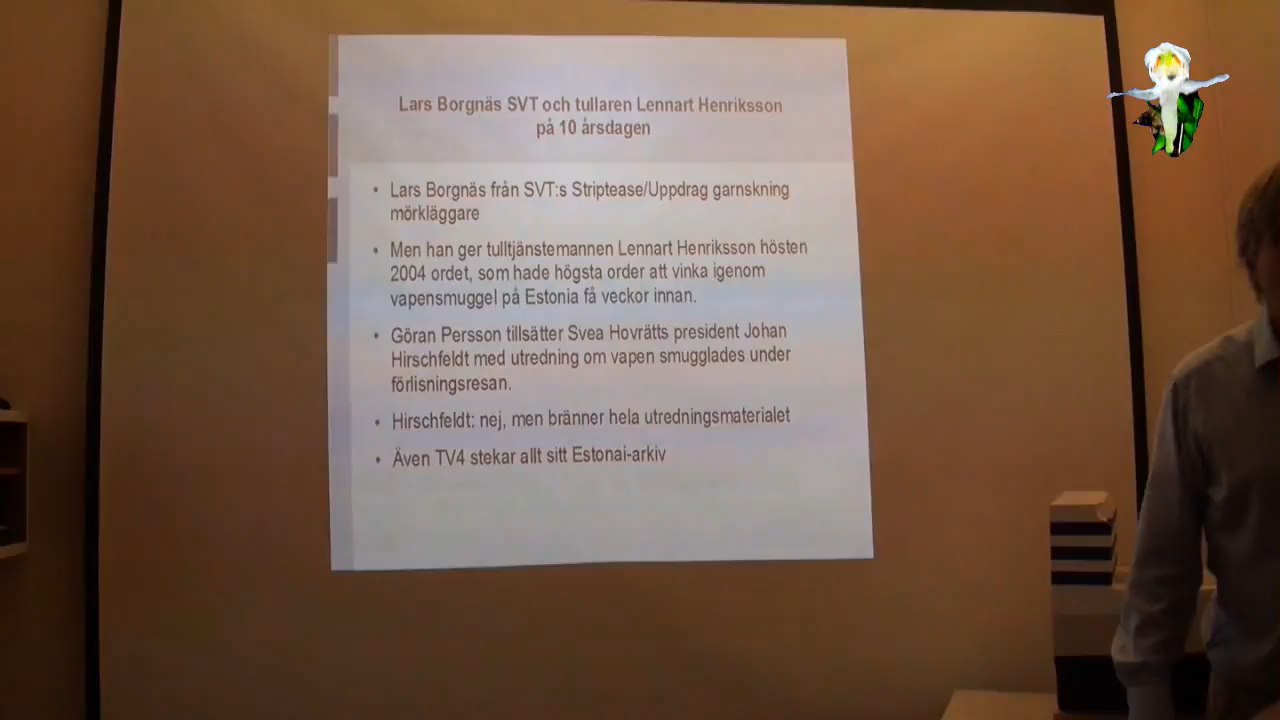 Lars Borgnäs SVT och tullaren Lennart Henriksson
på 10 årsdagen
• Lars Borgnäs från SVT:s Striptease/Uppdrag garnskning
mörkläggare
• Men han ger tulltjänstemannen Lennart Henriksson hösten
2004 ordet, som hade högsta order att vinka igenom
vapensmuggel på Estonia få veckor innan.
• Göran Persson tillsätter Svea Hovrätts president Johan
Hirschfeldt med utredning om vapen smugglades under
förlisningsresan.
• Hirschfeldt: nej, men bränner hela utredningsmaterialet
• Även TV4 stekar allt sitt Estonai-arkiv